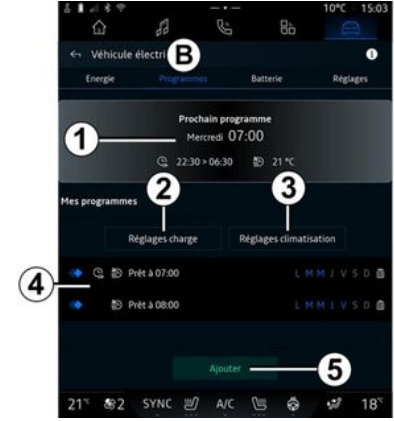 10°C 15:03
← Véhicule électri B
Energie Programmes Batterie Réglages
Prochain programme
Mercredi 07:00
22:30 > 06:30 21 °C
1
2
3
Mes programmes
Réglages charge Réglages climatisation
4
Prêt à 07:00 L M M J V S D
Prêt à 08:00 L M M J V S D
Ajouter
5
21°C 2 SYNC A/C 18°C